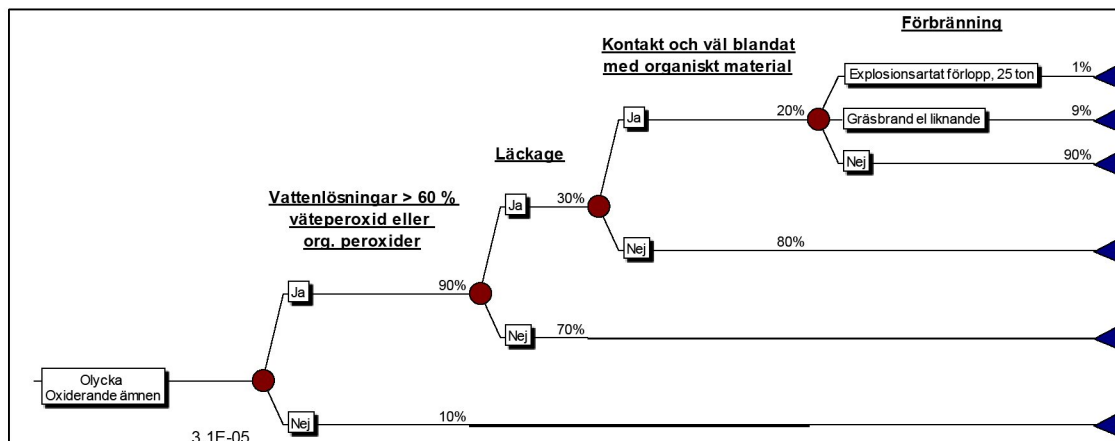 Förbränning
Kontakt och väl blandat
med organiskt material
Explosionsartat förlopp, 25 ton
1%
Ja
20%
Gräsbrand el liknande
9%
Läckage
Nej
90%
Vattenlösningar > 60 %
väteperoxid eller
org. peroxider
Ja
30%
Nej
80%
Ja
90%
Nej
70%
Olycka
Oxiderande ämnen
Nej
10%
3,1E-05